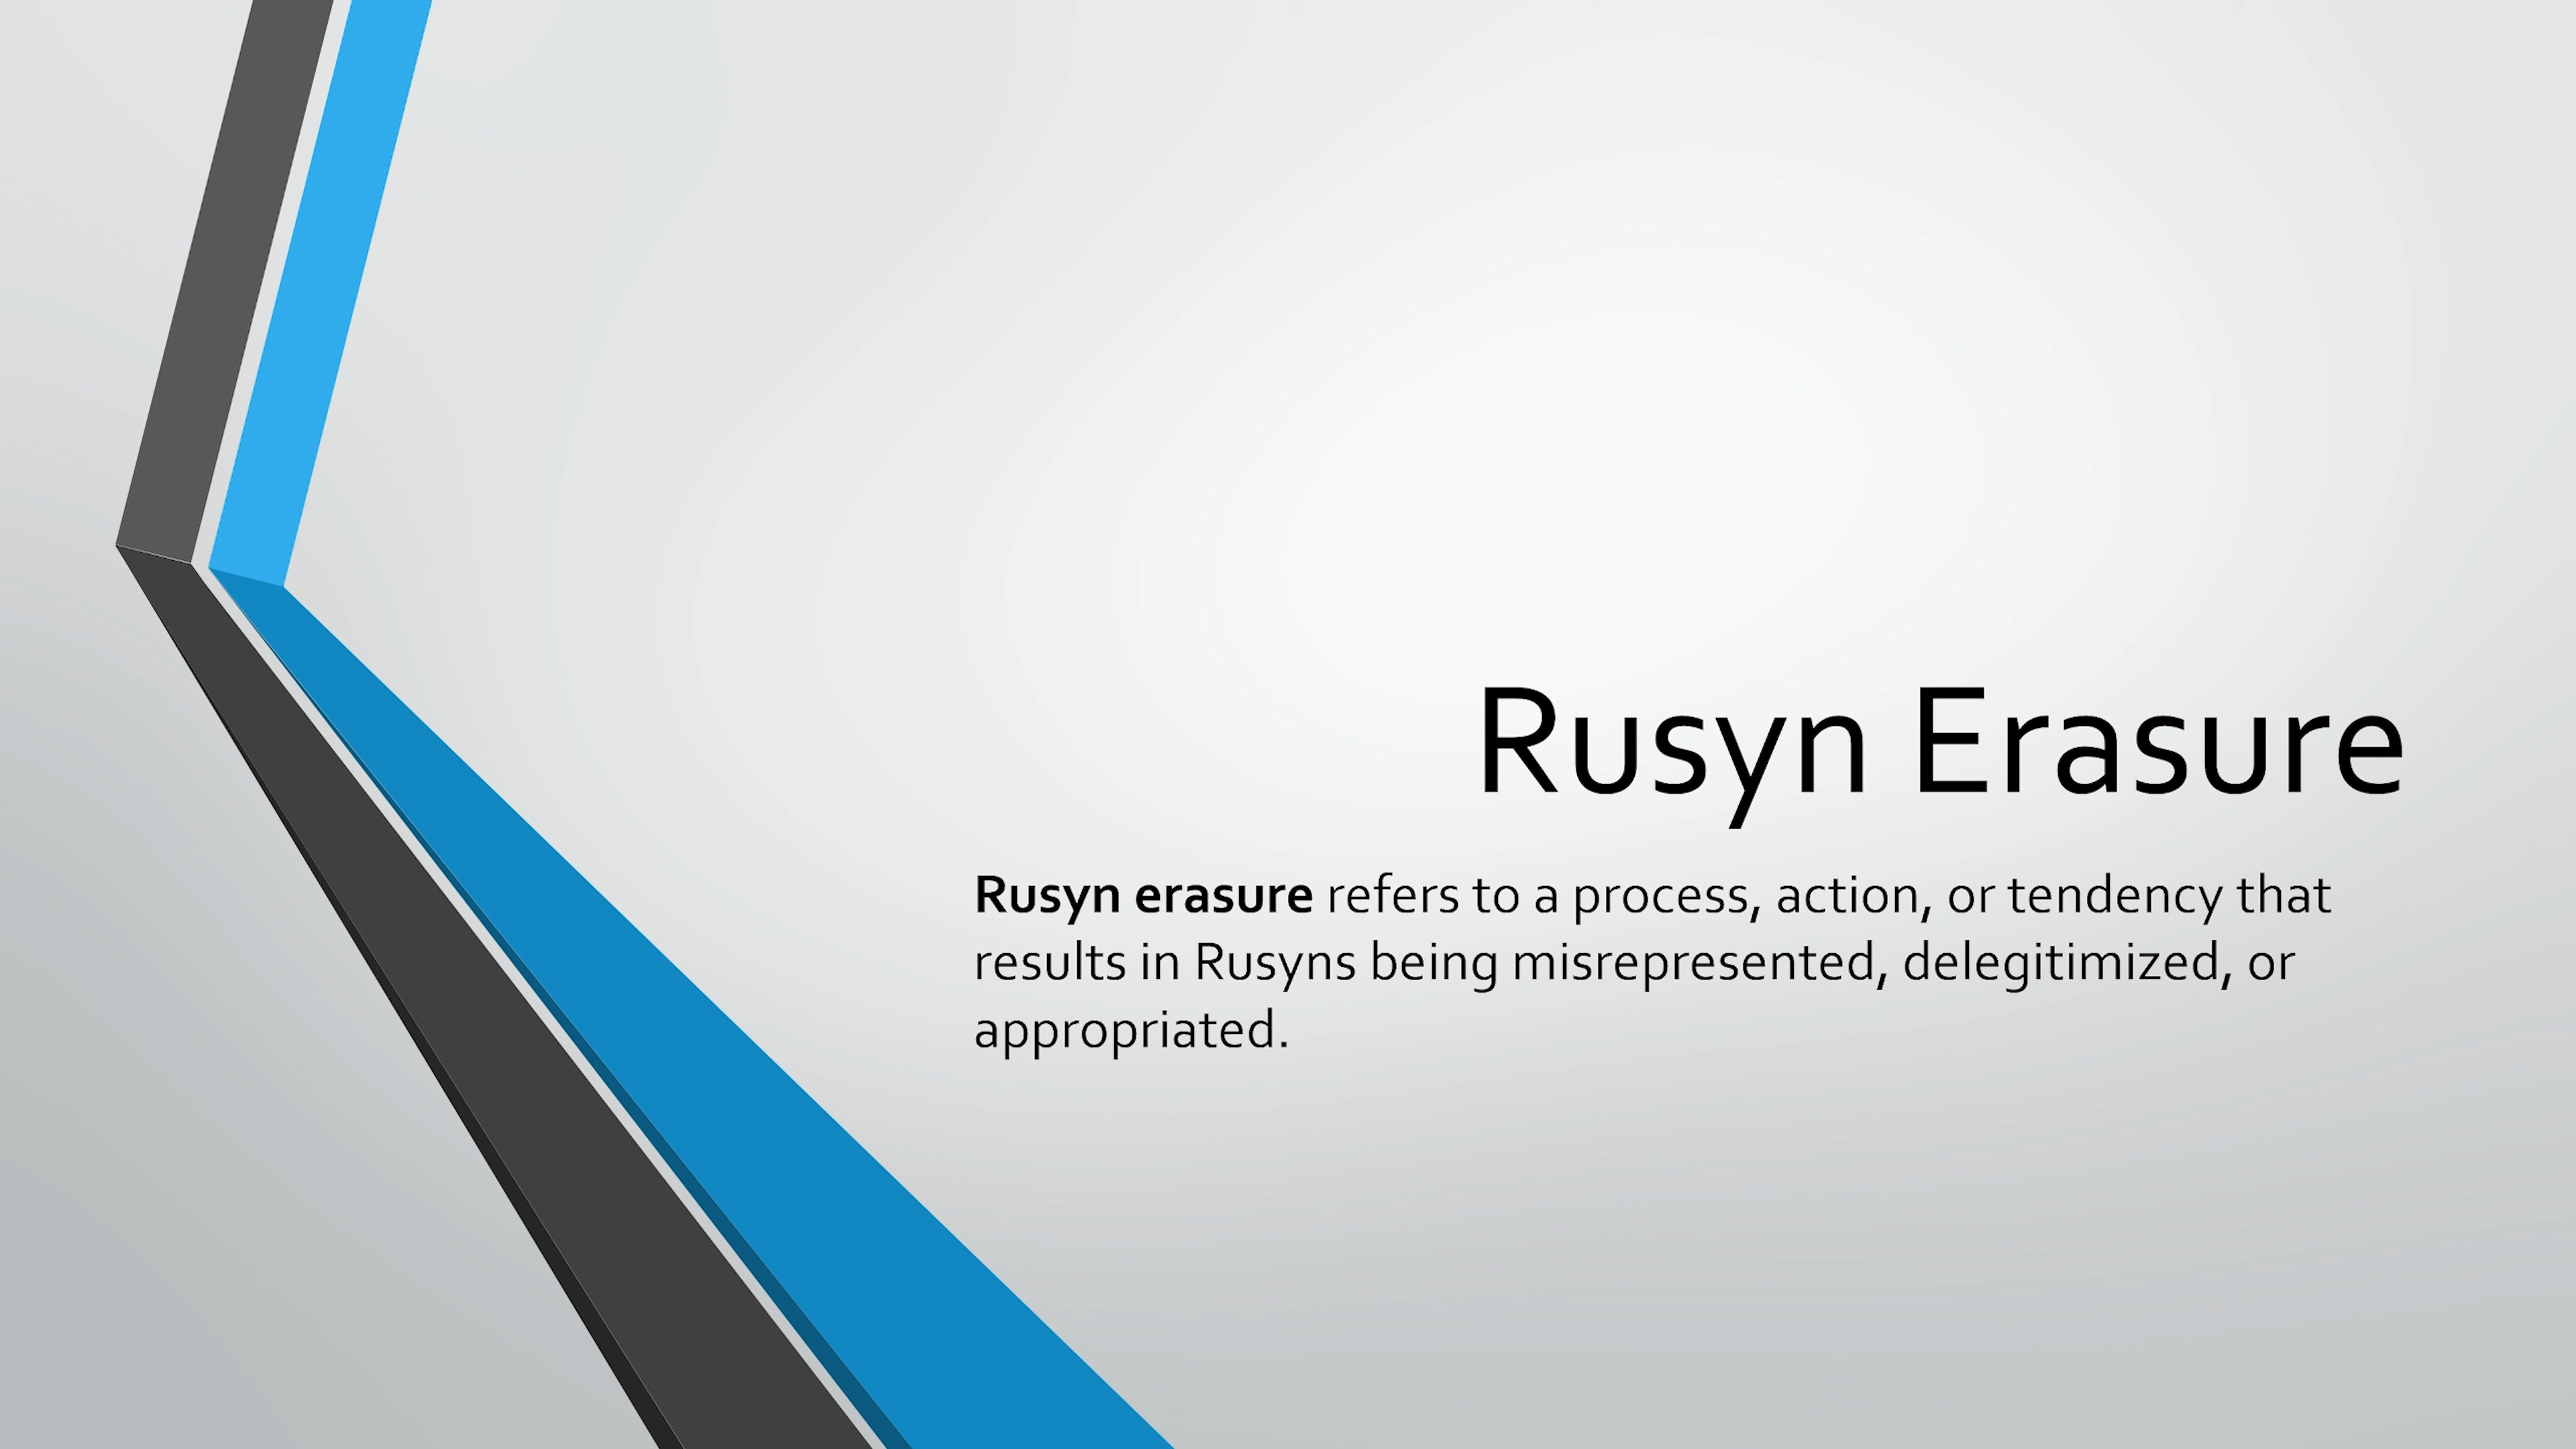 Rusyn Erasure
Rusyn erasure refers to a process, action, or tendency that
results in Rusyns being misrepresented, delegitimized, or
appropriated.